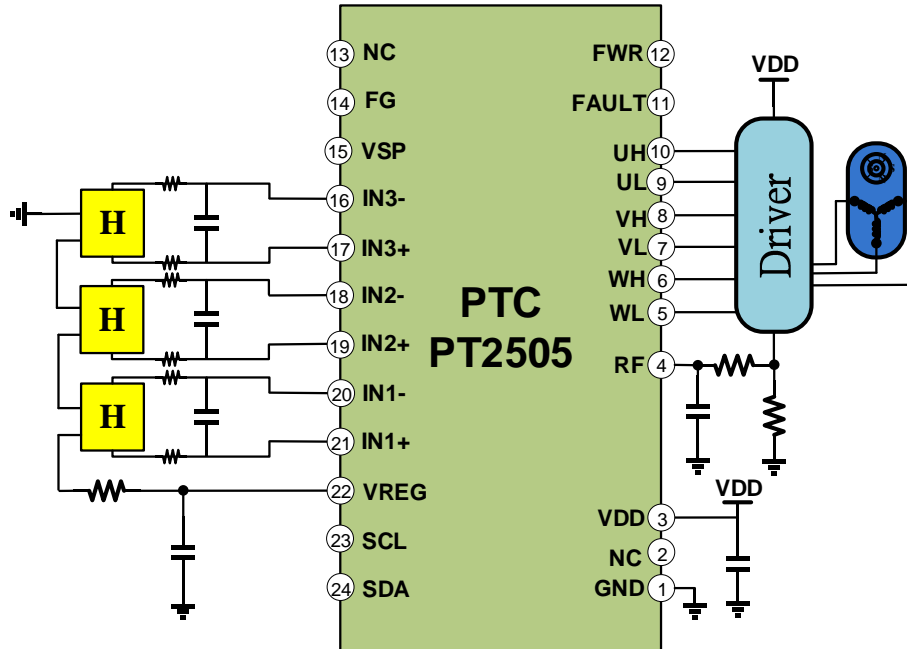 13 NC
14 FG
15 VSP
16 IN3-
17 IN3+
18 IN2-
19 IN2+
20 IN1-
21 IN1+
22 VREG
23 SCL
24 SDA
H
H
H
PTC
PT2505
FWR 12
FAULT 11
UH 10
UL 9
VH 8
VL 7
WH 6
WL 5
RF 4
VDD 3
NC 2
GND 1
VDD
Driver
VDD